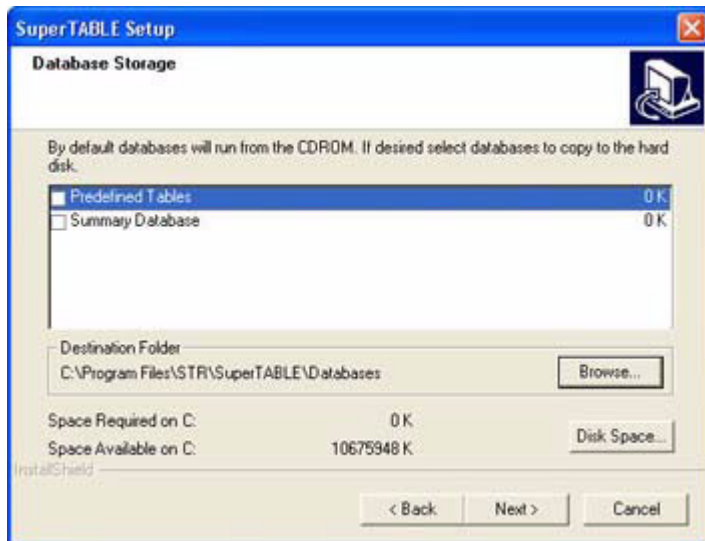 SuperTABLE Setup
Database Storage
By default databases will run from the CDROM. If desired select databases to copy to the hard
disk.
Predefined Tables 0 K
Summary Database 0 K
Destination Folder
C:\Program Files\STR\SuperTABLE\Databases Browse...
Space Required on C: 0 K
Space Available on C: 10675948 K
Disk Space...
InstallShield
< Back Next > Cancel